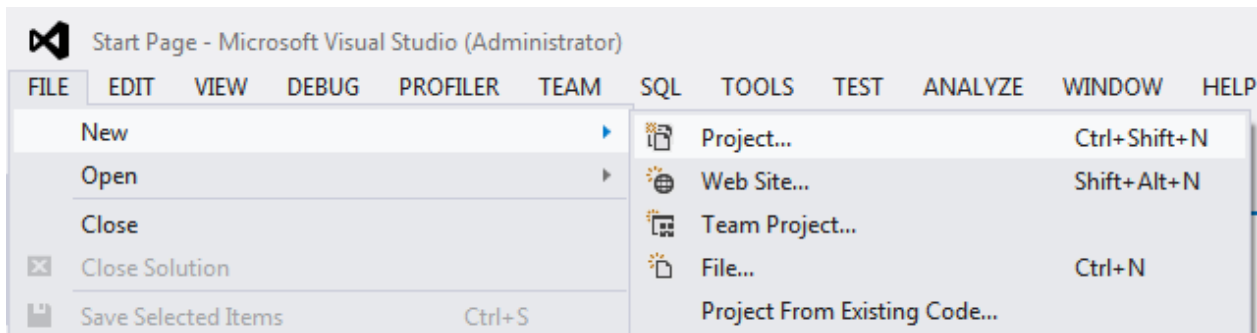 Start Page - Microsoft Visual Studio (Administrator)
FILE EDIT VIEW DEBUG PROFILER TEAM SQL TOOLS TEST ANALYZE WINDOW HELP
New
Open
Close
Close Solution
Save Selected Items Ctrl+S
Project... Ctrl+Shift+N
Web Site... Shift+Alt+N
Team Project...
File... Ctrl+N
Project From Existing Code...